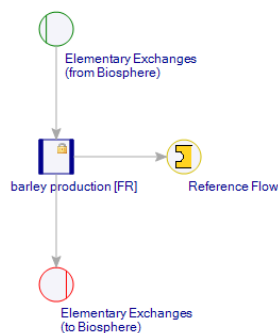 Elementary Exchanges
(from Biosphere)
barley production [FR]
Reference Flow
Elementary Exchanges
(to Biosphere)